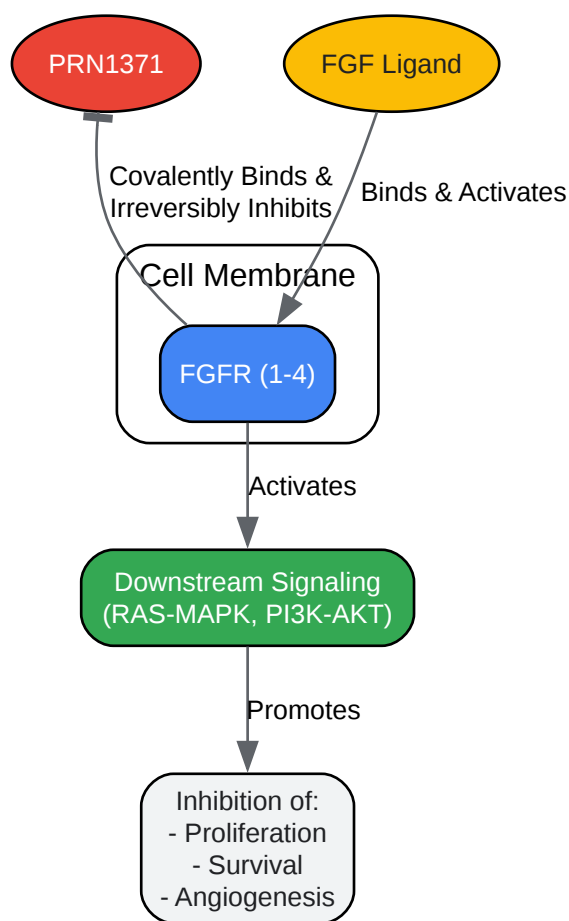 PRN1371
FGF Ligand
Covalently Binds &
Irreversibly Inhibits
Binds & Activates
Cell Membrane
FGFR (1-4)
Activates
Downstream Signaling
(RAS-MAPK, PI3K-AKT)
Promotes
Inhibition of:
- Proliferation
- Survival
- Angiogenesis